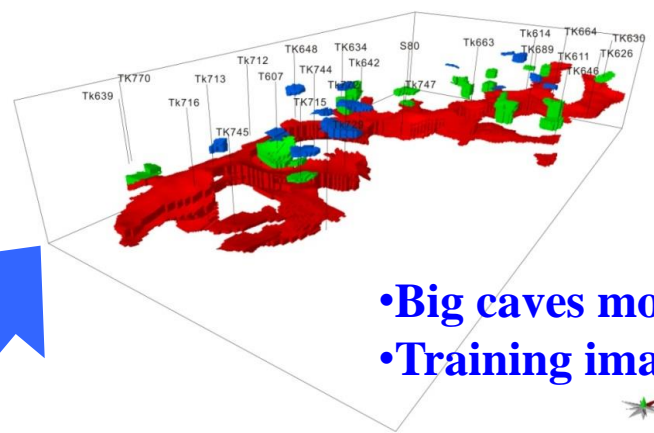 Tk614 TK664 TK630
TK648 TK634 S80 Tk663 TK689 TK611 TK626
Tk712 Tk642 TK646
TK770 Tk713 T607 TK744 Tk747
Tk639 Tk716 TK715
TK745
•Big caves mo
•Training ima